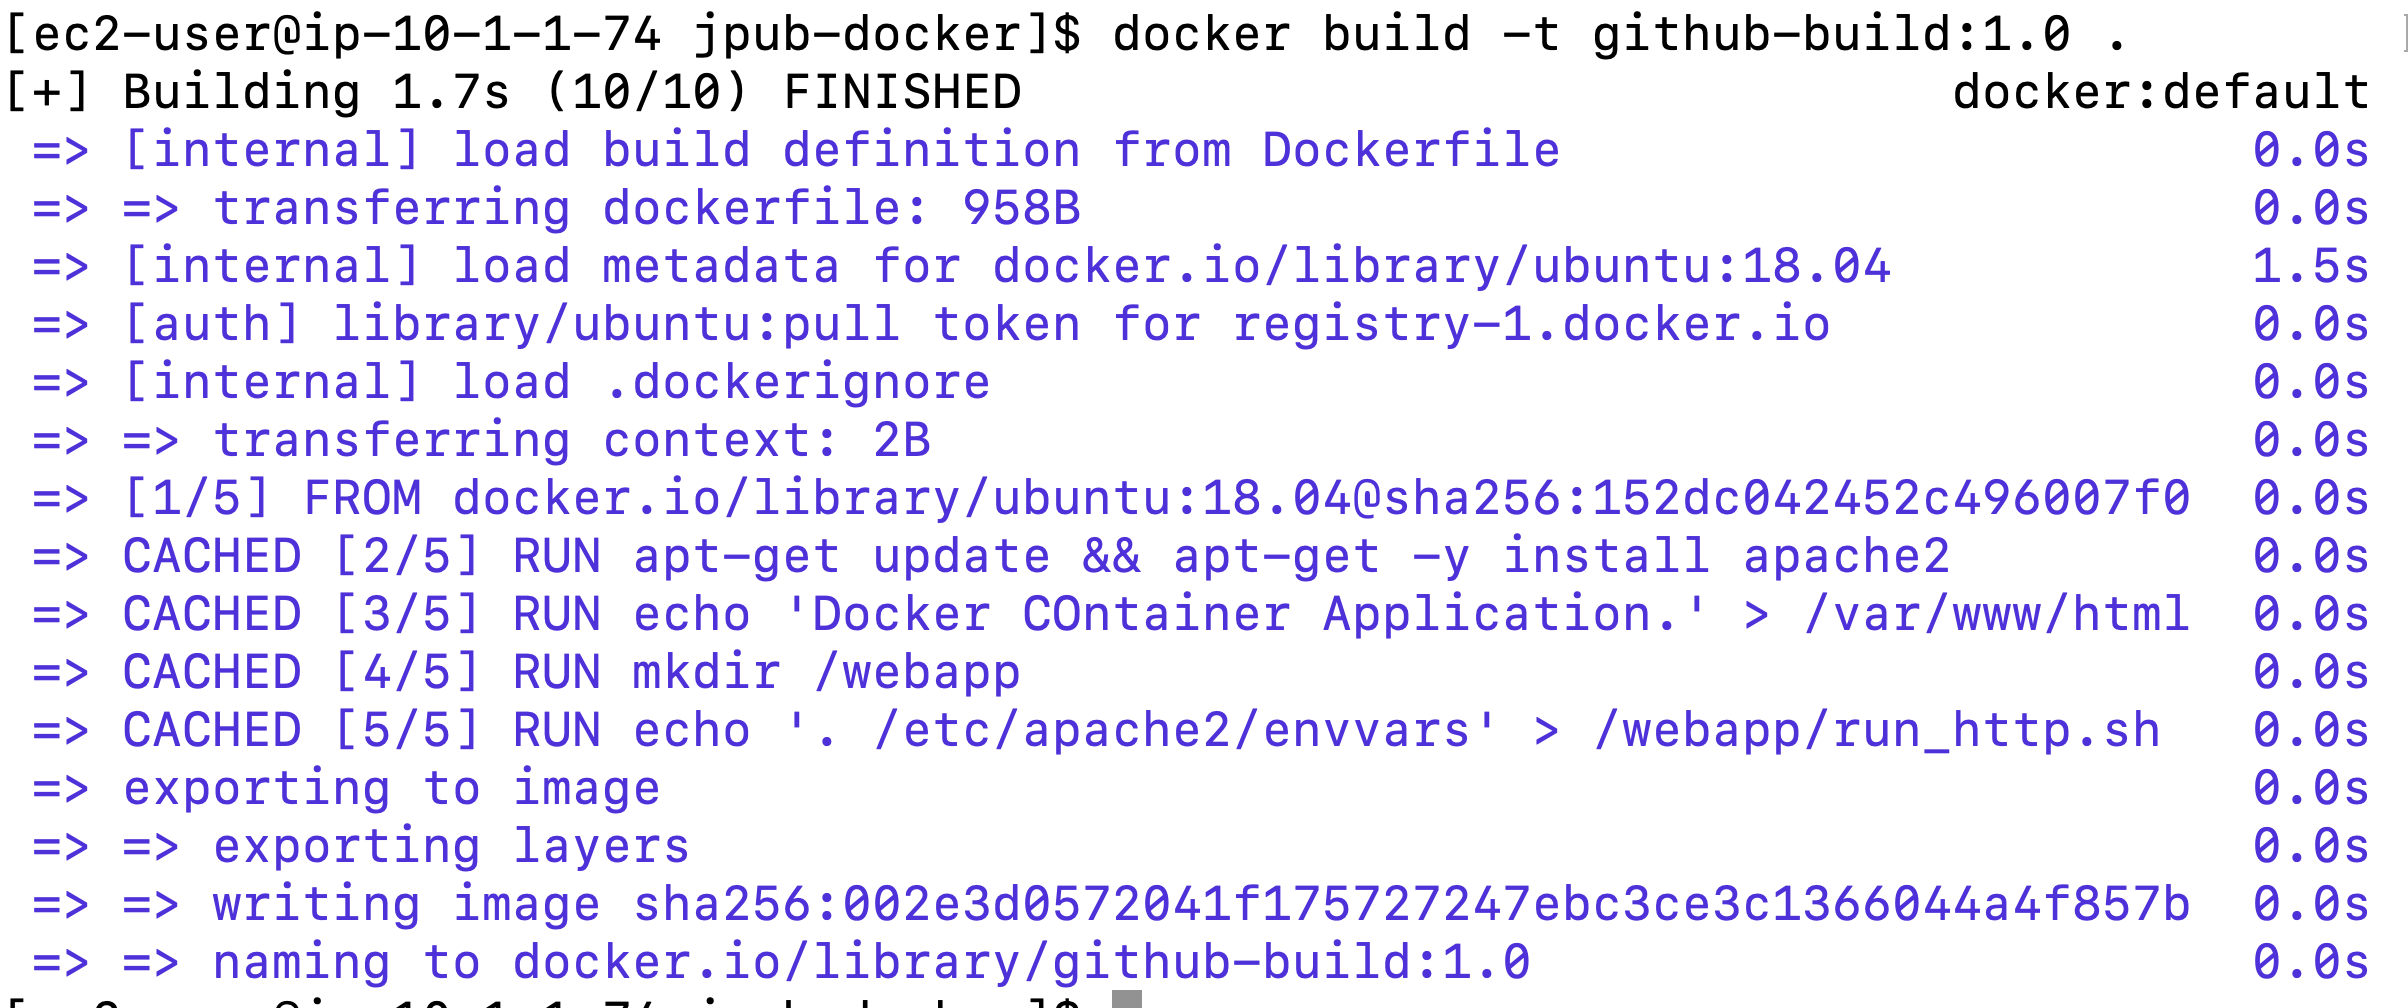 [ec2-user@ip-10-1-1-74 jpub-docker]$ docker build -t github-build:1.0 .
[+] Building 1.7s (10/10) FINISHED docker:default
=> [internal] load build definition from Dockerfile 0.0s
=> => transferring dockerfile: 958B 0.0s
=> [internal] load metadata for docker.io/library/ubuntu:18.04 1.5s
=> [auth] library/ubuntu:pull token for registry-1.docker.io 0.0s
=> [internal] load .dockerignore 0.0s
=> => transferring context: 2B 0.0s
=> [1/5] FROM docker.io/library/ubuntu:18.04@sha256:152dc042452c496007f0 0.0s
=> CACHED [2/5] RUN apt-get update && apt-get -y install apache2 0.0s
=> CACHED [3/5] RUN echo 'Docker COntainer Application.' > /var/www/html 0.0s
=> CACHED [4/5] RUN mkdir /webapp 0.0s
=> CACHED [5/5] RUN echo '. /etc/apache2/envvars' > /webapp/run_http.sh 0.0s
=> exporting to image 0.0s
=> => exporting layers 0.0s
=> => writing image sha256:002e3d0572041f175727247ebc3ce3c1366044a4f857b 0.0s
=> => naming to docker.io/library/github-build:1.0 0.0s